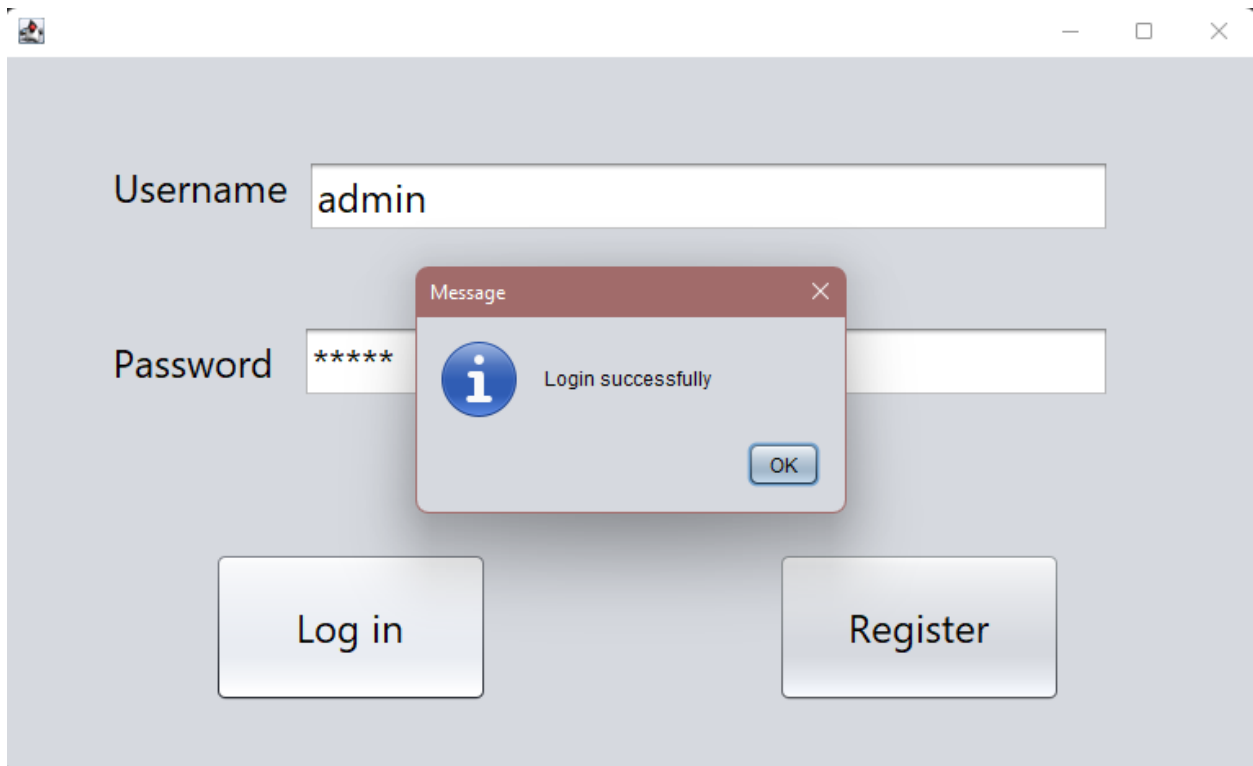 Username
admin
Message
Login successfully
OK
Password
*****
Log in
Register